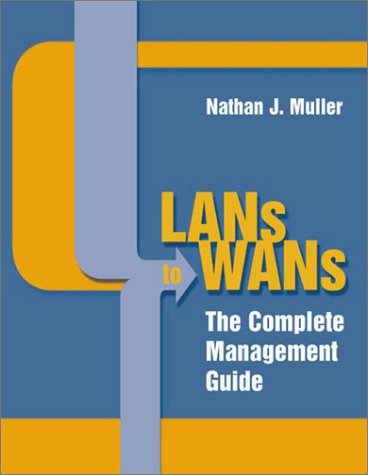 Nathan J. Muller
LANs
to WANs
The Complete
Management
Guide